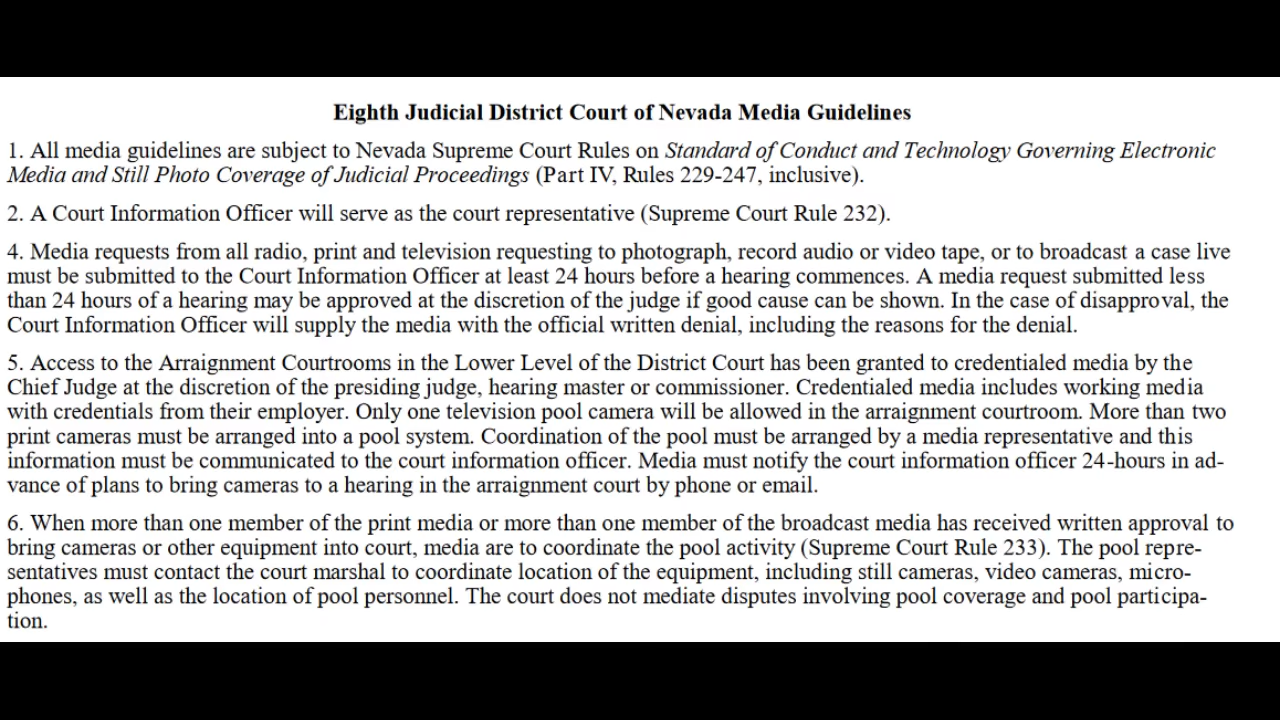 Eighth Judicial District Court of Nevada Media Guidelines
1. All media guidelines are subject to Nevada Supreme Court Rules on Standard of Conduct and Technology Governing Electronic
Media and Still Photo Coverage of Judicial Proceedings (Part IV, Rules 229-247, inclusive).
2. A Court Information Officer will serve as the court representative (Supreme Court Rule 232).
4. Media requests from all radio, print and television requesting to photograph, record audio or video tape, or to broadcast a case live
must be submitted to the Court Information Officer at least 24 hours before a hearing commences. A media request submitted less
than 24 hours of a hearing may be approved at the discretion of the judge if good cause can be shown. In the case of disapproval, the
Court Information Officer will supply the media with the official written denial, including the reasons for the denial.
5. Access to the Arraignment Courtrooms in the Lower Level of the District Court has been granted to credentialed media by the
Chief Judge at the discretion of the presiding judge, hearing master or commissioner. Credentialed media includes working media
with credentials from their employer. Only one television pool camera will be allowed in the arraignment courtroom. More than two
print cameras must be arranged into a pool system. Coordination of the pool must be arranged by a media representative and this
information must be communicated to the court information officer. Media must notify the court information officer 24-hours in ad-
vance of plans to bring cameras to a hearing in the arraignment court by phone or email.
6. When more than one member of the print media or more than one member of the broadcast media has received written approval to
bring cameras or other equipment into court, media are to coordinate the pool activity (Supreme Court Rule 233). The pool repre-
sentatives must contact the court marshal to coordinate location of the equipment, including still cameras, video cameras, micro-
phones, as well as the location of pool personnel. The court does not mediate disputes involving pool coverage and pool participa-
tion.